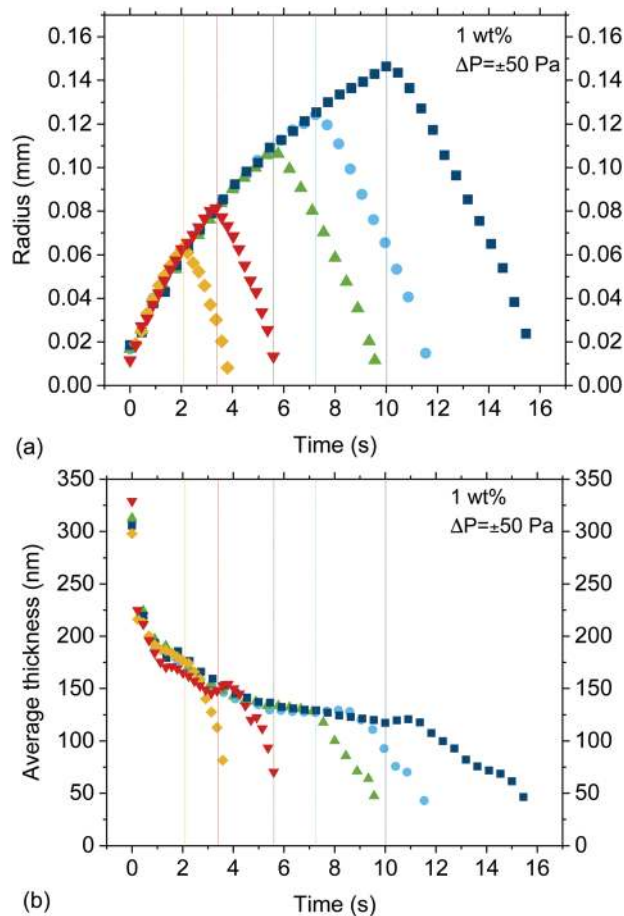 0.16
0.14
0.12
0.10
0.08
0.06
0.04
0.02
0.00
Radius (mm)
1 wt%
ΔP=±50 Pa
0.16
0.14
0.12
0.10
0.08
0.06
0.04
0.02
0.00
0 2 4 6 8 10 12 14 16
Time (s)
(a)
350
300
250
200
150
100
50
0
Average thickness (nm)
1 wt%
ΔP=±50 Pa
350
300
250
200
150
100
50
0
0 2 4 6 8 10 12 14 16
Time (s)
(b)